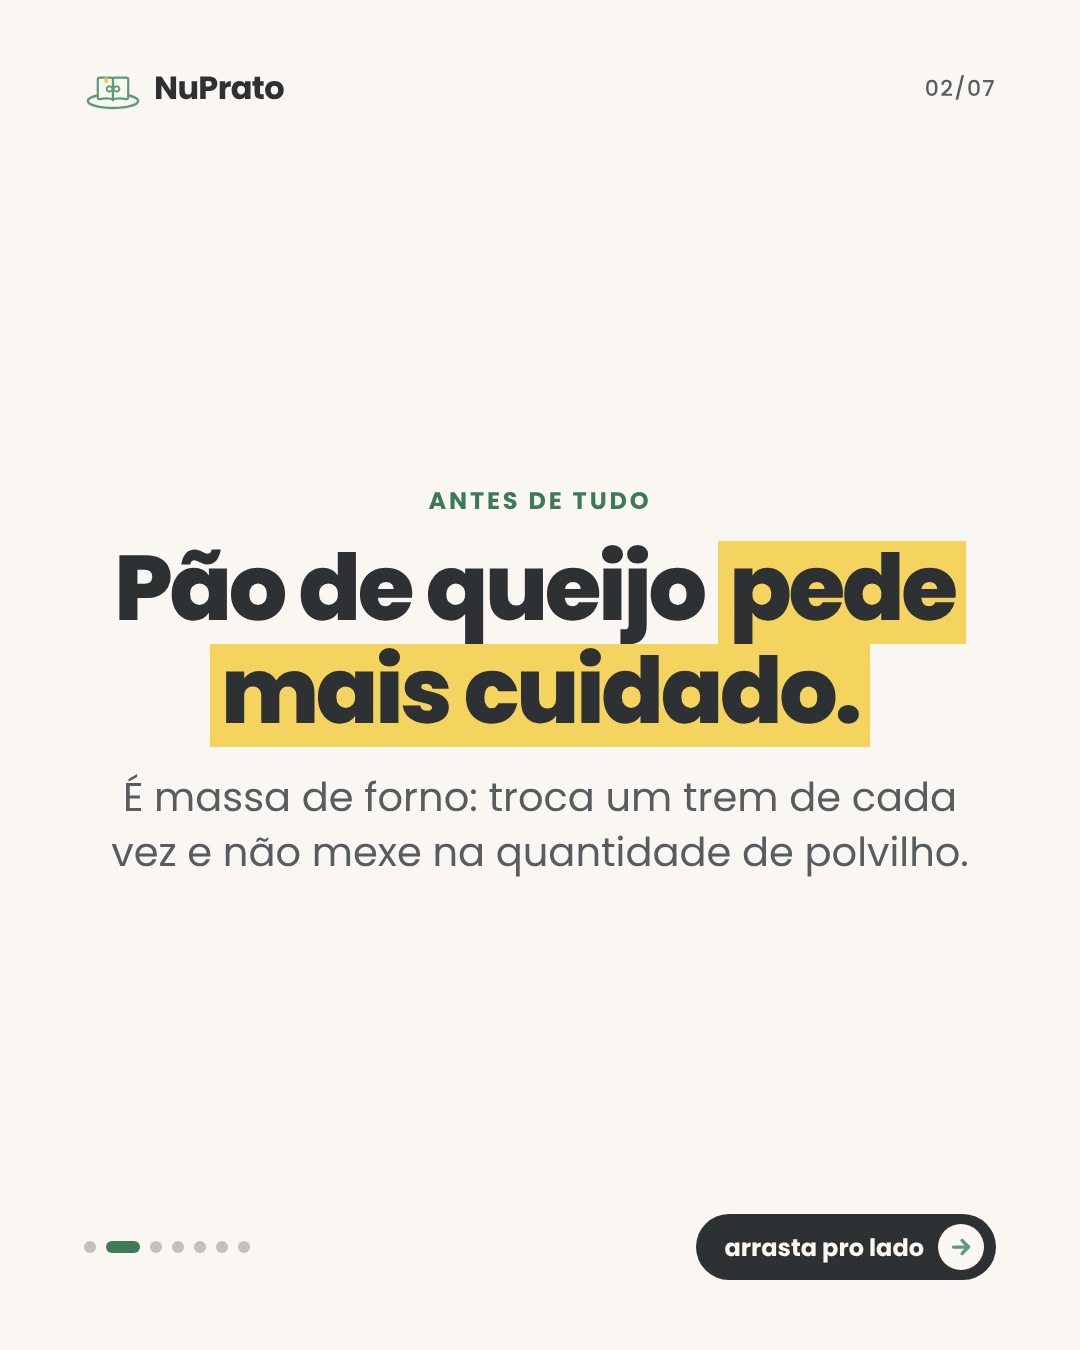 NuPrato
02/07
ANTES DE TUDO
Pão de queijo pede
mais cuidado.
É massa de forno: troca um trem de cada
vez e não mexe na quantidade de polvilho.
arrasta pro lado